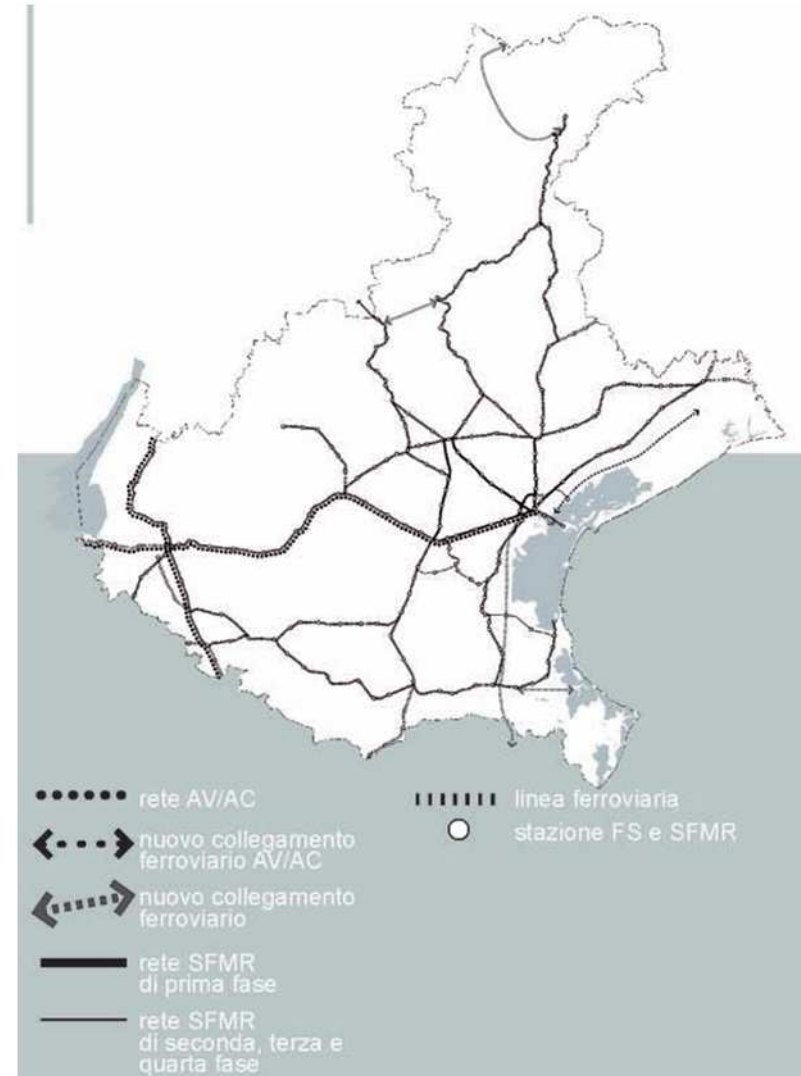 rete AV/AC
nuovo collegamento
ferroviario AV/AC
nuovo collegamento
ferroviario
rete SFMR
di prima fase
rete SFMR
di seconda, terza e
quarta fase
linea ferroviaria
stazione FS e SFMR